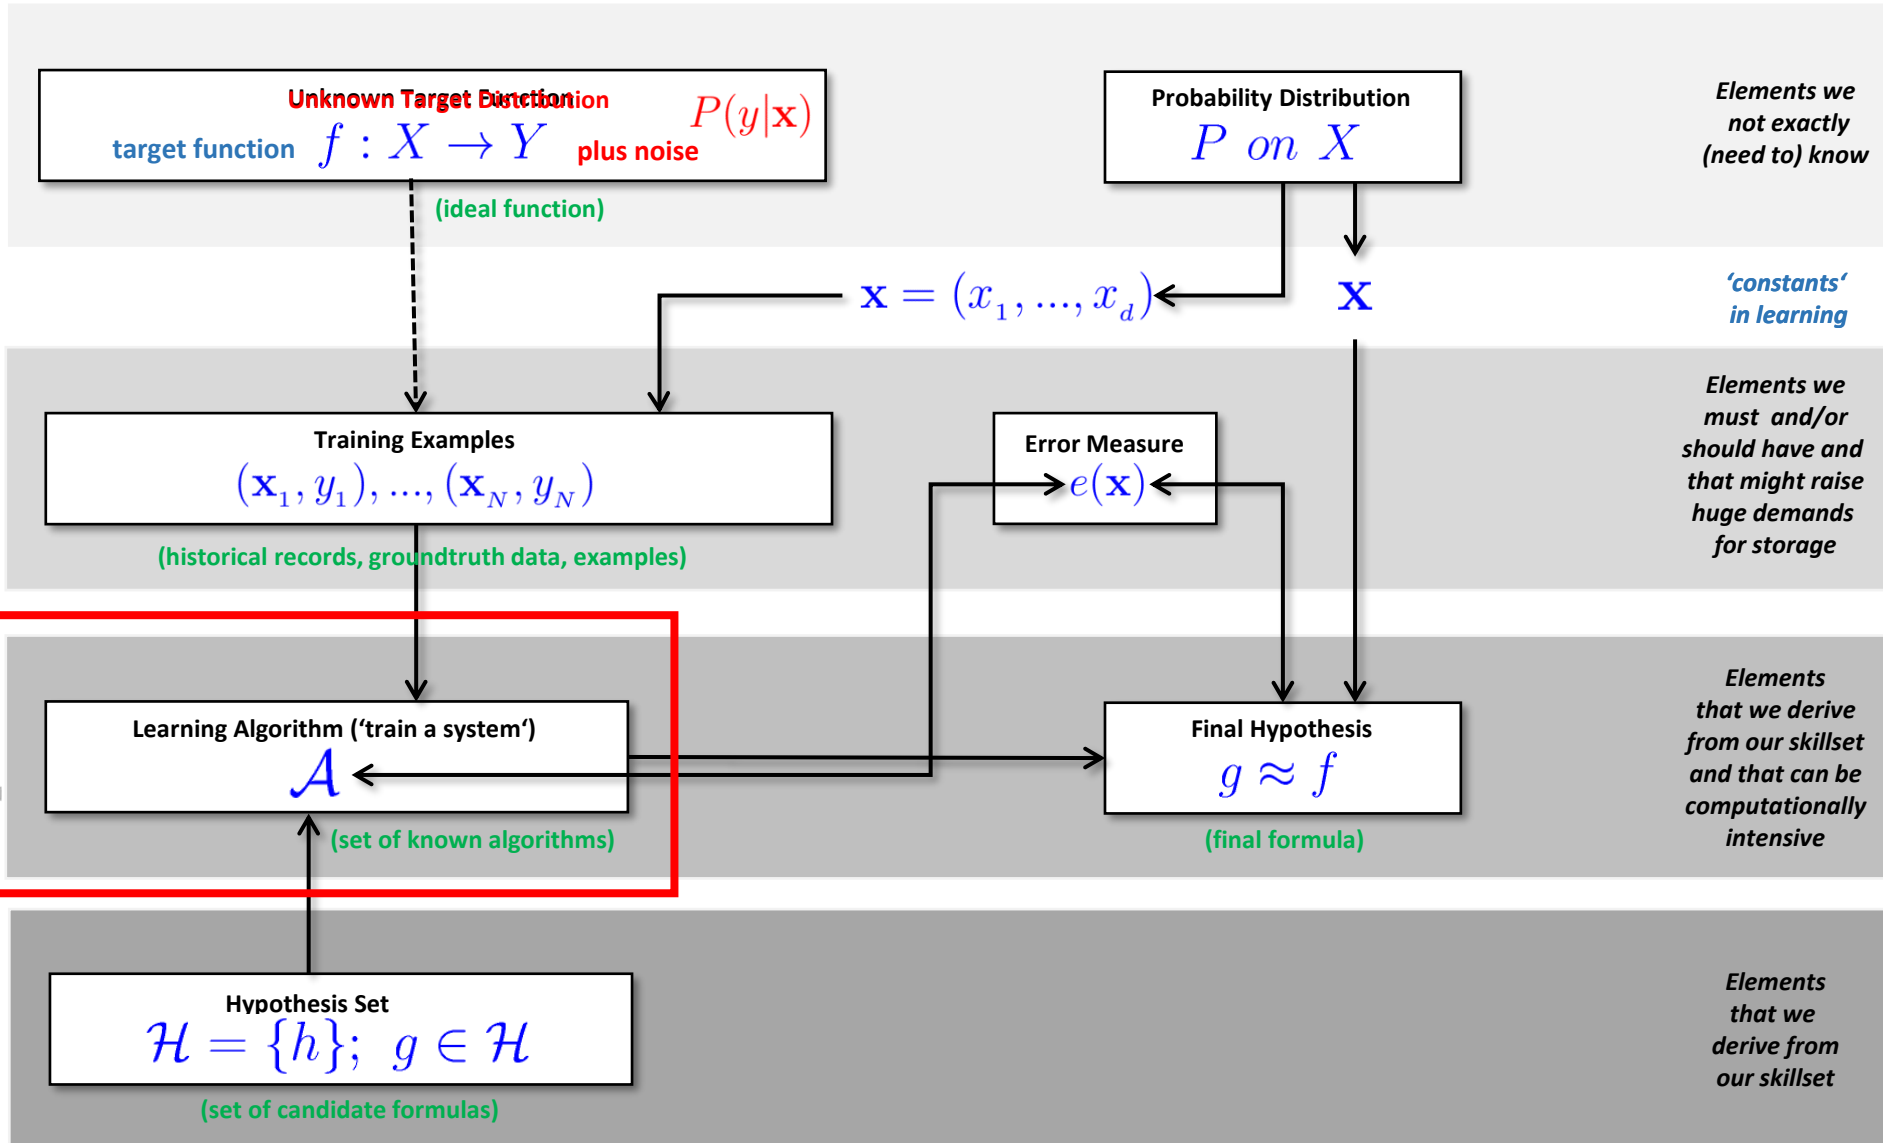 Unknown Target Function
Unknown Target Distribution
target function f : X → Y plus noise P(y|x)
(ideal function)
Probability Distribution
P on X
Elements we
not exactly
(need to) know
x = (x₁, ..., x_d)
x
‘constants‘
in learning
Training Examples
(x₁, y₁), ..., (x_N, y_N)
(historical records, groundtruth data, examples)
Error Measure
e(x)
Elements we
must and/or
should have and
that might raise
huge demands
for storage
Learning Algorithm (‘train a system‘)
𝒜
(set of known algorithms)
Final Hypothesis
g ≈ f
(final formula)
Elements
that we derive
from our skillset
and that can be
computationally
intensive
Hypothesis Set
ℋ = {h}; g ∈ ℋ
(set of candidate formulas)
Elements
that we
derive from
our skillset